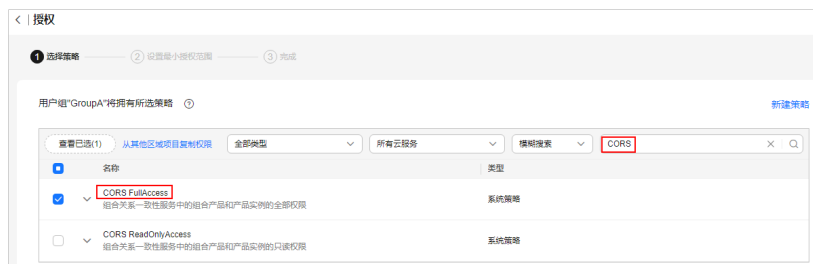 < | 授权
1 选择策略 2 设置最小授权范围 3 完成
用户组"GroupA"将拥有所选策略 ? 新建策略
查看已选(1) 从其他区域项目复制权限 全部类型 所有云服务 模糊搜索 CORS
名称 类型
CORS FullAccess
组合关系一致性服务中的组合产品和产品实例的全部权限 系统策略
CORS ReadOnlyAccess
组合关系一致性服务中的组合产品和产品实例的只读权限 系统策略